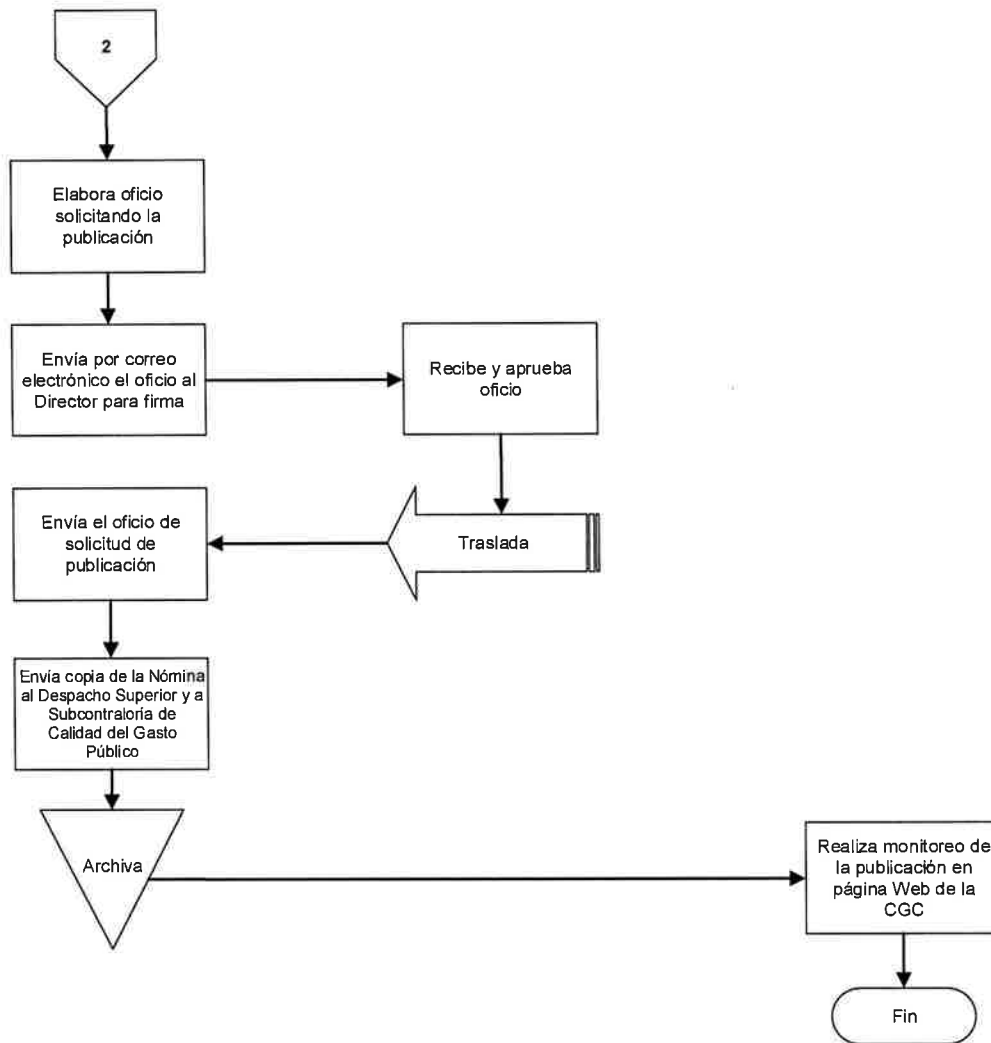 2
Elabora oficio
solicitando la
publicación
Envía por correo
electrónico el oficio al
Director para firma
Recibe y aprueba
oficio
Traslada
Envía el oficio de
solicitud de
publicación
Envía copia de la Nómina
al Despacho Superior y a
Subcontraloría de
Calidad del Gasto
Público
Archiva
Realiza monitoreo de
la publicación en
página Web de la
CGC
Fin